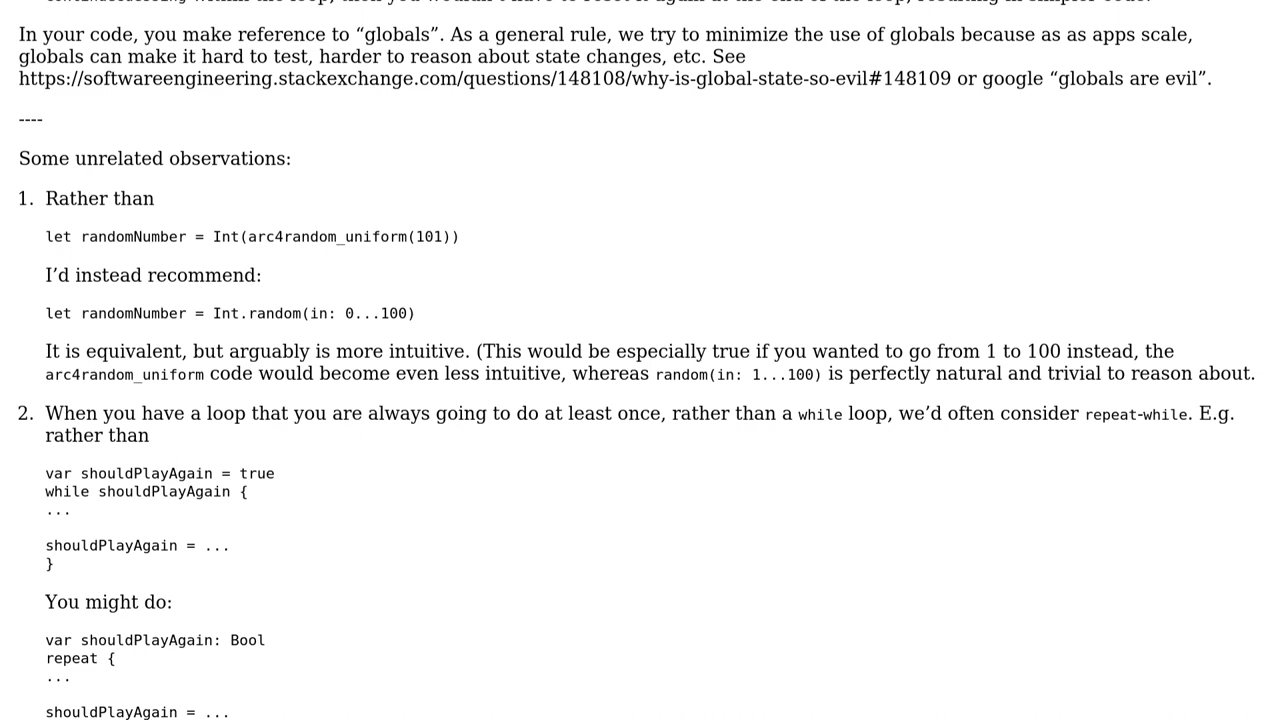 In your code, you make reference to “globals”. As a general rule, we try to minimize the use of globals because as as apps scale,
globals can make it hard to test, harder to reason about state changes, etc. See
https://softwareengineering.stackexchange.com/questions/148108/why-is-global-state-so-evil#148109 or google “globals are evil”.
----
Some unrelated observations:
1. Rather than
let randomNumber = Int(arc4random_uniform(101))
I’d instead recommend:
let randomNumber = Int.random(in: 0...100)
It is equivalent, but arguably is more intuitive. (This would be especially true if you wanted to go from 1 to 100 instead, the
arc4random_uniform code would become even less intuitive, whereas random(in: 1...100) is perfectly natural and trivial to reason about.
2. When you have a loop that you are always going to do at least once, rather than a while loop, we’d often consider repeat-while. E.g.
rather than
var shouldPlayAgain = true
while shouldPlayAgain {
...
shouldPlayAgain = ...
}
You might do:
var shouldPlayAgain: Bool
repeat {
...
shouldPlayAgain = ...